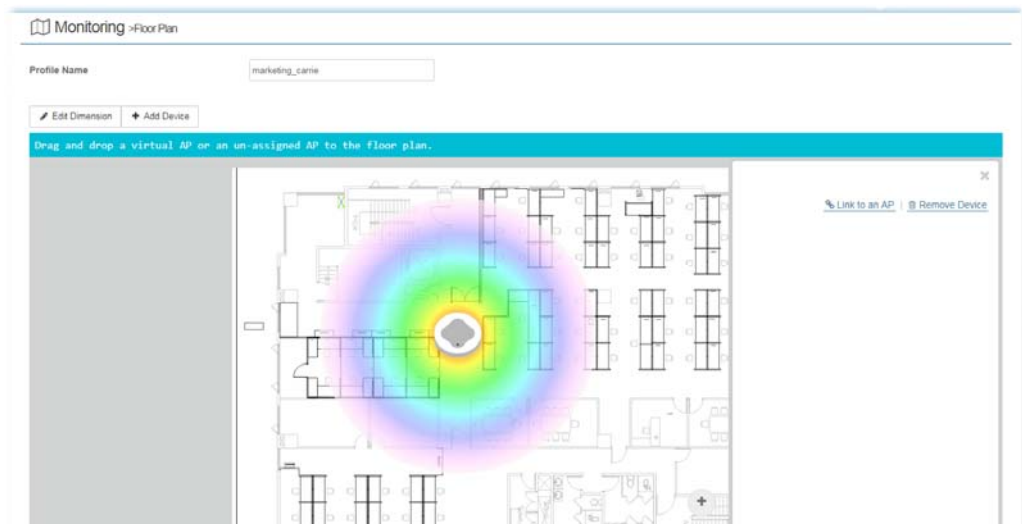 Monitoring >Floor Plan
Profile Name
marketing_carrie
Edit Dimension
Add Device
Drag and drop a virtual AP or an un-assigned AP to the floor plan.
Link to an AP | Remove Device